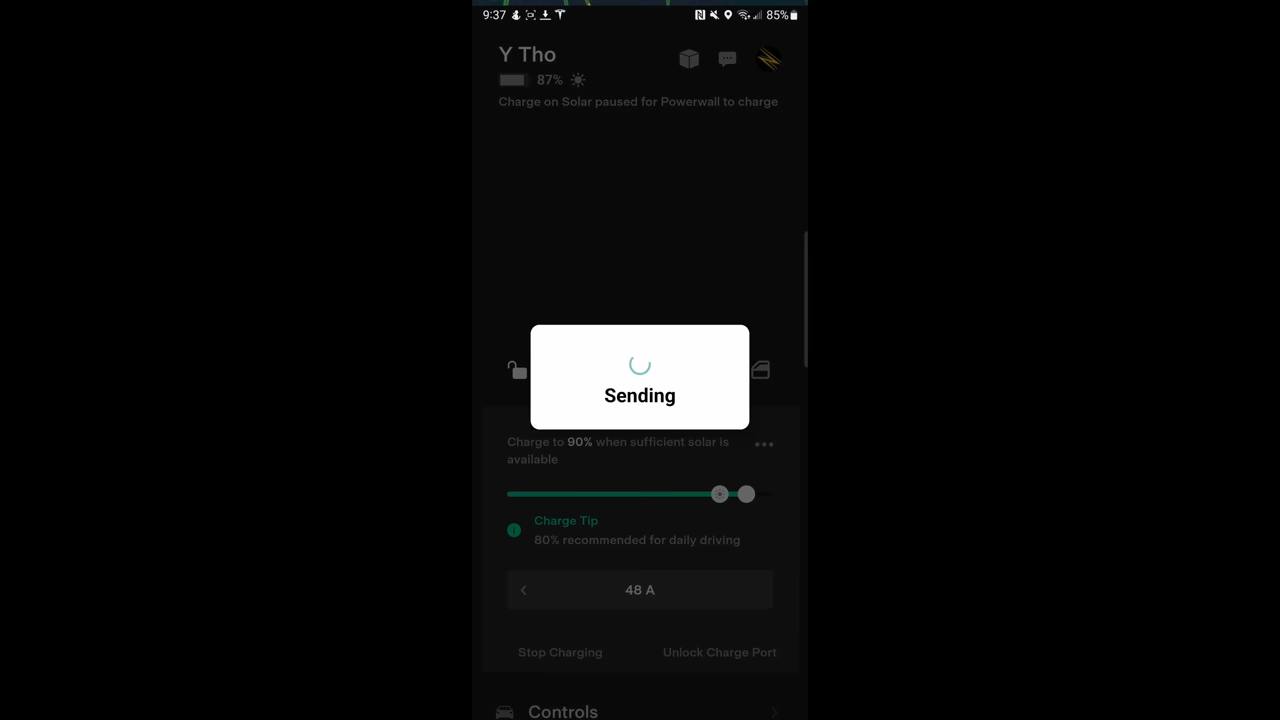 9:37
85%
Y Tho
87%
Charge on Solar paused for Powerwall to charge
Sending
Charge to 90% when sufficient solar is
available
Charge Tip
80% recommended for daily driving
48 A
Stop Charging
Unlock Charge Port
Controls